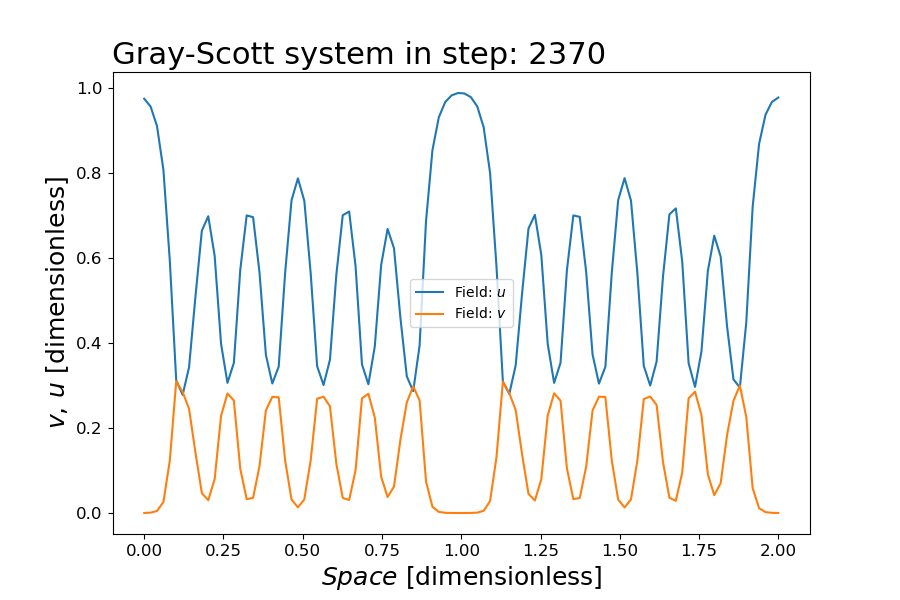 Gray-Scott system in step: 2370
1.0
0.8
0.6
0.4
0.2
0.0
v, u [dimensionless]
Field: u
Field: v
0.00 0.25 0.50 0.75 1.00 1.25 1.50 1.75 2.00
Space [dimensionless]